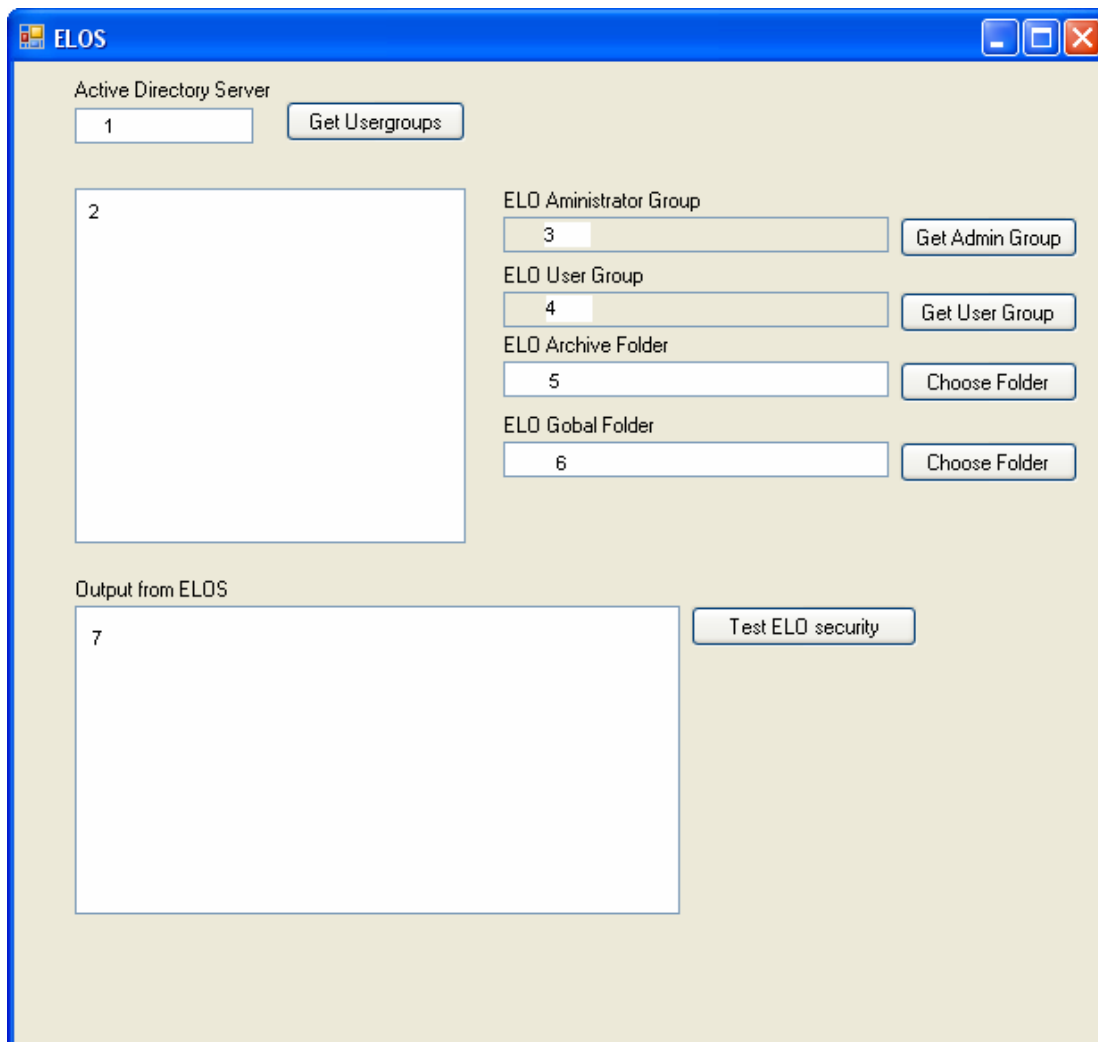 ELOS
Active Directory Server
1
Get Usergroups
2
ELO Aministrator Group
3
Get Admin Group
ELO User Group
4
Get User Group
ELO Archive Folder
5
Choose Folder
ELO Gobal Folder
6
Choose Folder
Output from ELOS
7
Test ELO security